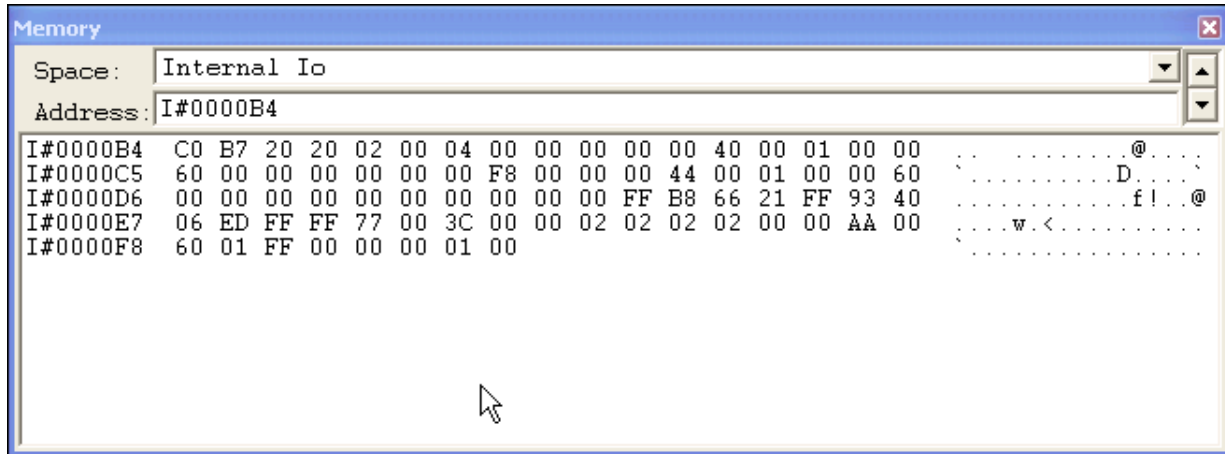 Memory
Space: Internal Io
Address: I#0000B4
I#0000B4 C0 B7 20 20 02 00 04 00 00 00 00 00 40 00 01 00 00 .. ........@....
I#0000C5 60 00 00 00 00 00 00 F8 00 00 00 44 00 01 00 00 60 `..........D....`
I#0000D6 00 00 00 00 00 00 00 00 00 00 FF B8 66 21 FF 93 40 ............f!..@
I#0000E7 06 ED FF FF 77 00 3C 00 00 02 02 02 02 00 00 AA 00 ....w.<..........
I#0000F8 60 01 FF 00 00 00 01 00 `................